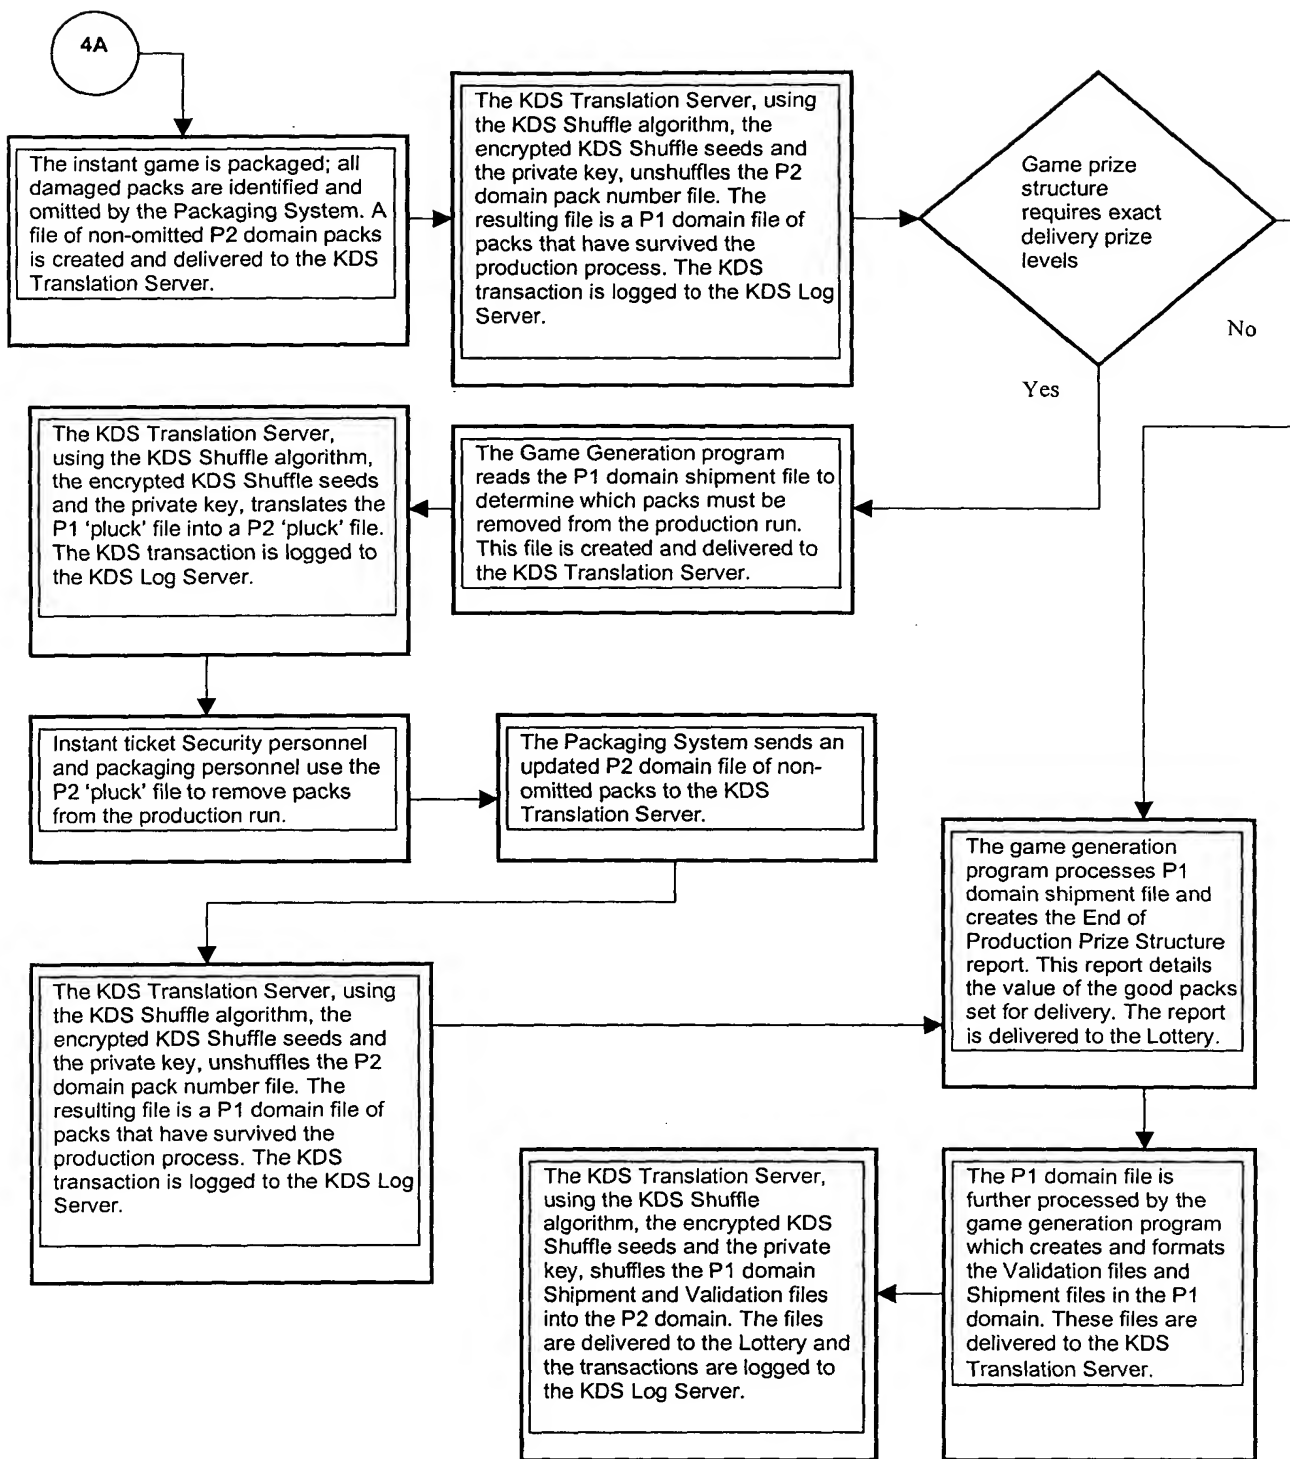 4A
The instant game is packaged; all
damaged packs are identified and
omitted by the Packaging System. A
file of non-omitted P2 domain packs
is created and delivered to the KDS
Translation Server.
The KDS Translation Server, using
the KDS Shuffle algorithm, the
encrypted KDS Shuffle seeds and
the private key, unshuffles the P2
domain pack number file. The
resulting file is a P1 domain file of
packs that have survived the
production process. The KDS
transaction is logged to the KDS Log
Server.
Game prize
structure
requires exact
delivery prize
levels
No
Yes
The Game Generation program
reads the P1 domain shipment file to
determine which packs must be
removed from the production run.
This file is created and delivered to
the KDS Translation Server.
The KDS Translation Server,
using the KDS Shuffle algorithm,
the encrypted KDS Shuffle seeds
and the private key, translates the
P1 ‘pluck’ file into a P2 ‘pluck’ file.
The KDS transaction is logged to
the KDS Log Server.
Instant ticket Security personnel
and packaging personnel use the
P2 ‘pluck’ file to remove packs
from the production run.
The Packaging System sends an
updated P2 domain file of non-
omitted packs to the KDS
Translation Server.
The KDS Translation Server, using
the KDS Shuffle algorithm, the
encrypted KDS Shuffle seeds and
the private key, unshuffles the P2
domain pack number file. The
resulting file is a P1 domain file of
packs that have survived the
production process. The KDS
transaction is logged to the KDS Log
Server.
The game generation
program processes P1
domain shipment file and
creates the End of
Production Prize Structure
report. This report details
the value of the good packs
set for delivery. The report
is delivered to the Lottery.
The P1 domain file is
further processed by the
game generation program
which creates and formats
the Validation files and
Shipment files in the P1
domain. These files are
delivered to the KDS
Translation Server.
The KDS Translation Server,
using the KDS Shuffle
algorithm, the encrypted KDS
Shuffle seeds and the private
key, shuffles the P1 domain
Shipment and Validation files
into the P2 domain. The files
are delivered to the Lottery and
the transactions are logged to
the KDS Log Server.